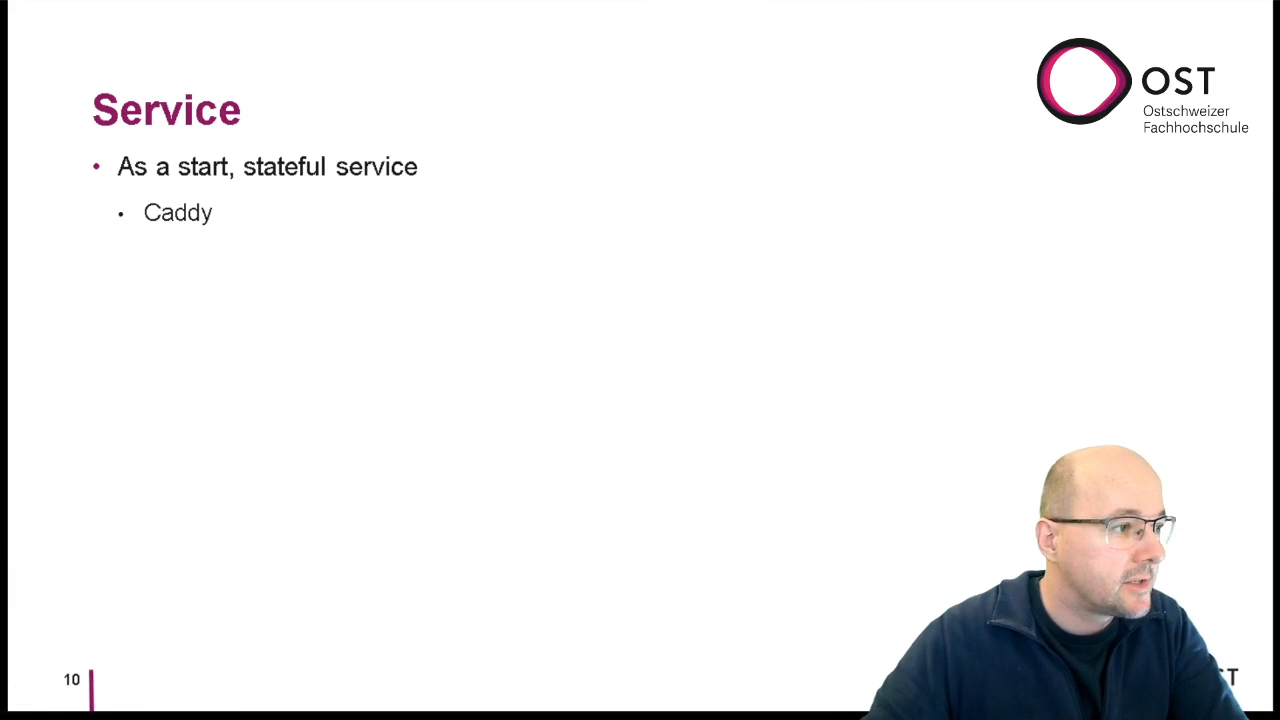 OST
Ostschweizer
Fachhochschule
Service
• As a start, stateful service
• Caddy
10